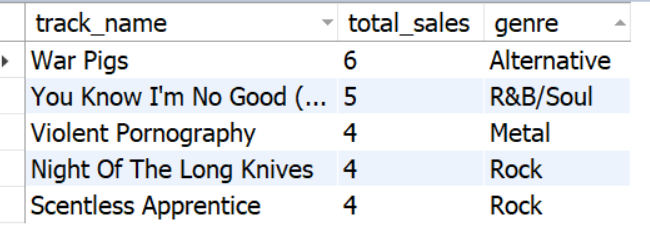 track_name total_sales genre
War Pigs 6 Alternative
You Know I'm No Good (... 5 R&B/Soul
Violent Pornography 4 Metal
Night Of The Long Knives 4 Rock
Scentless Apprentice 4 Rock